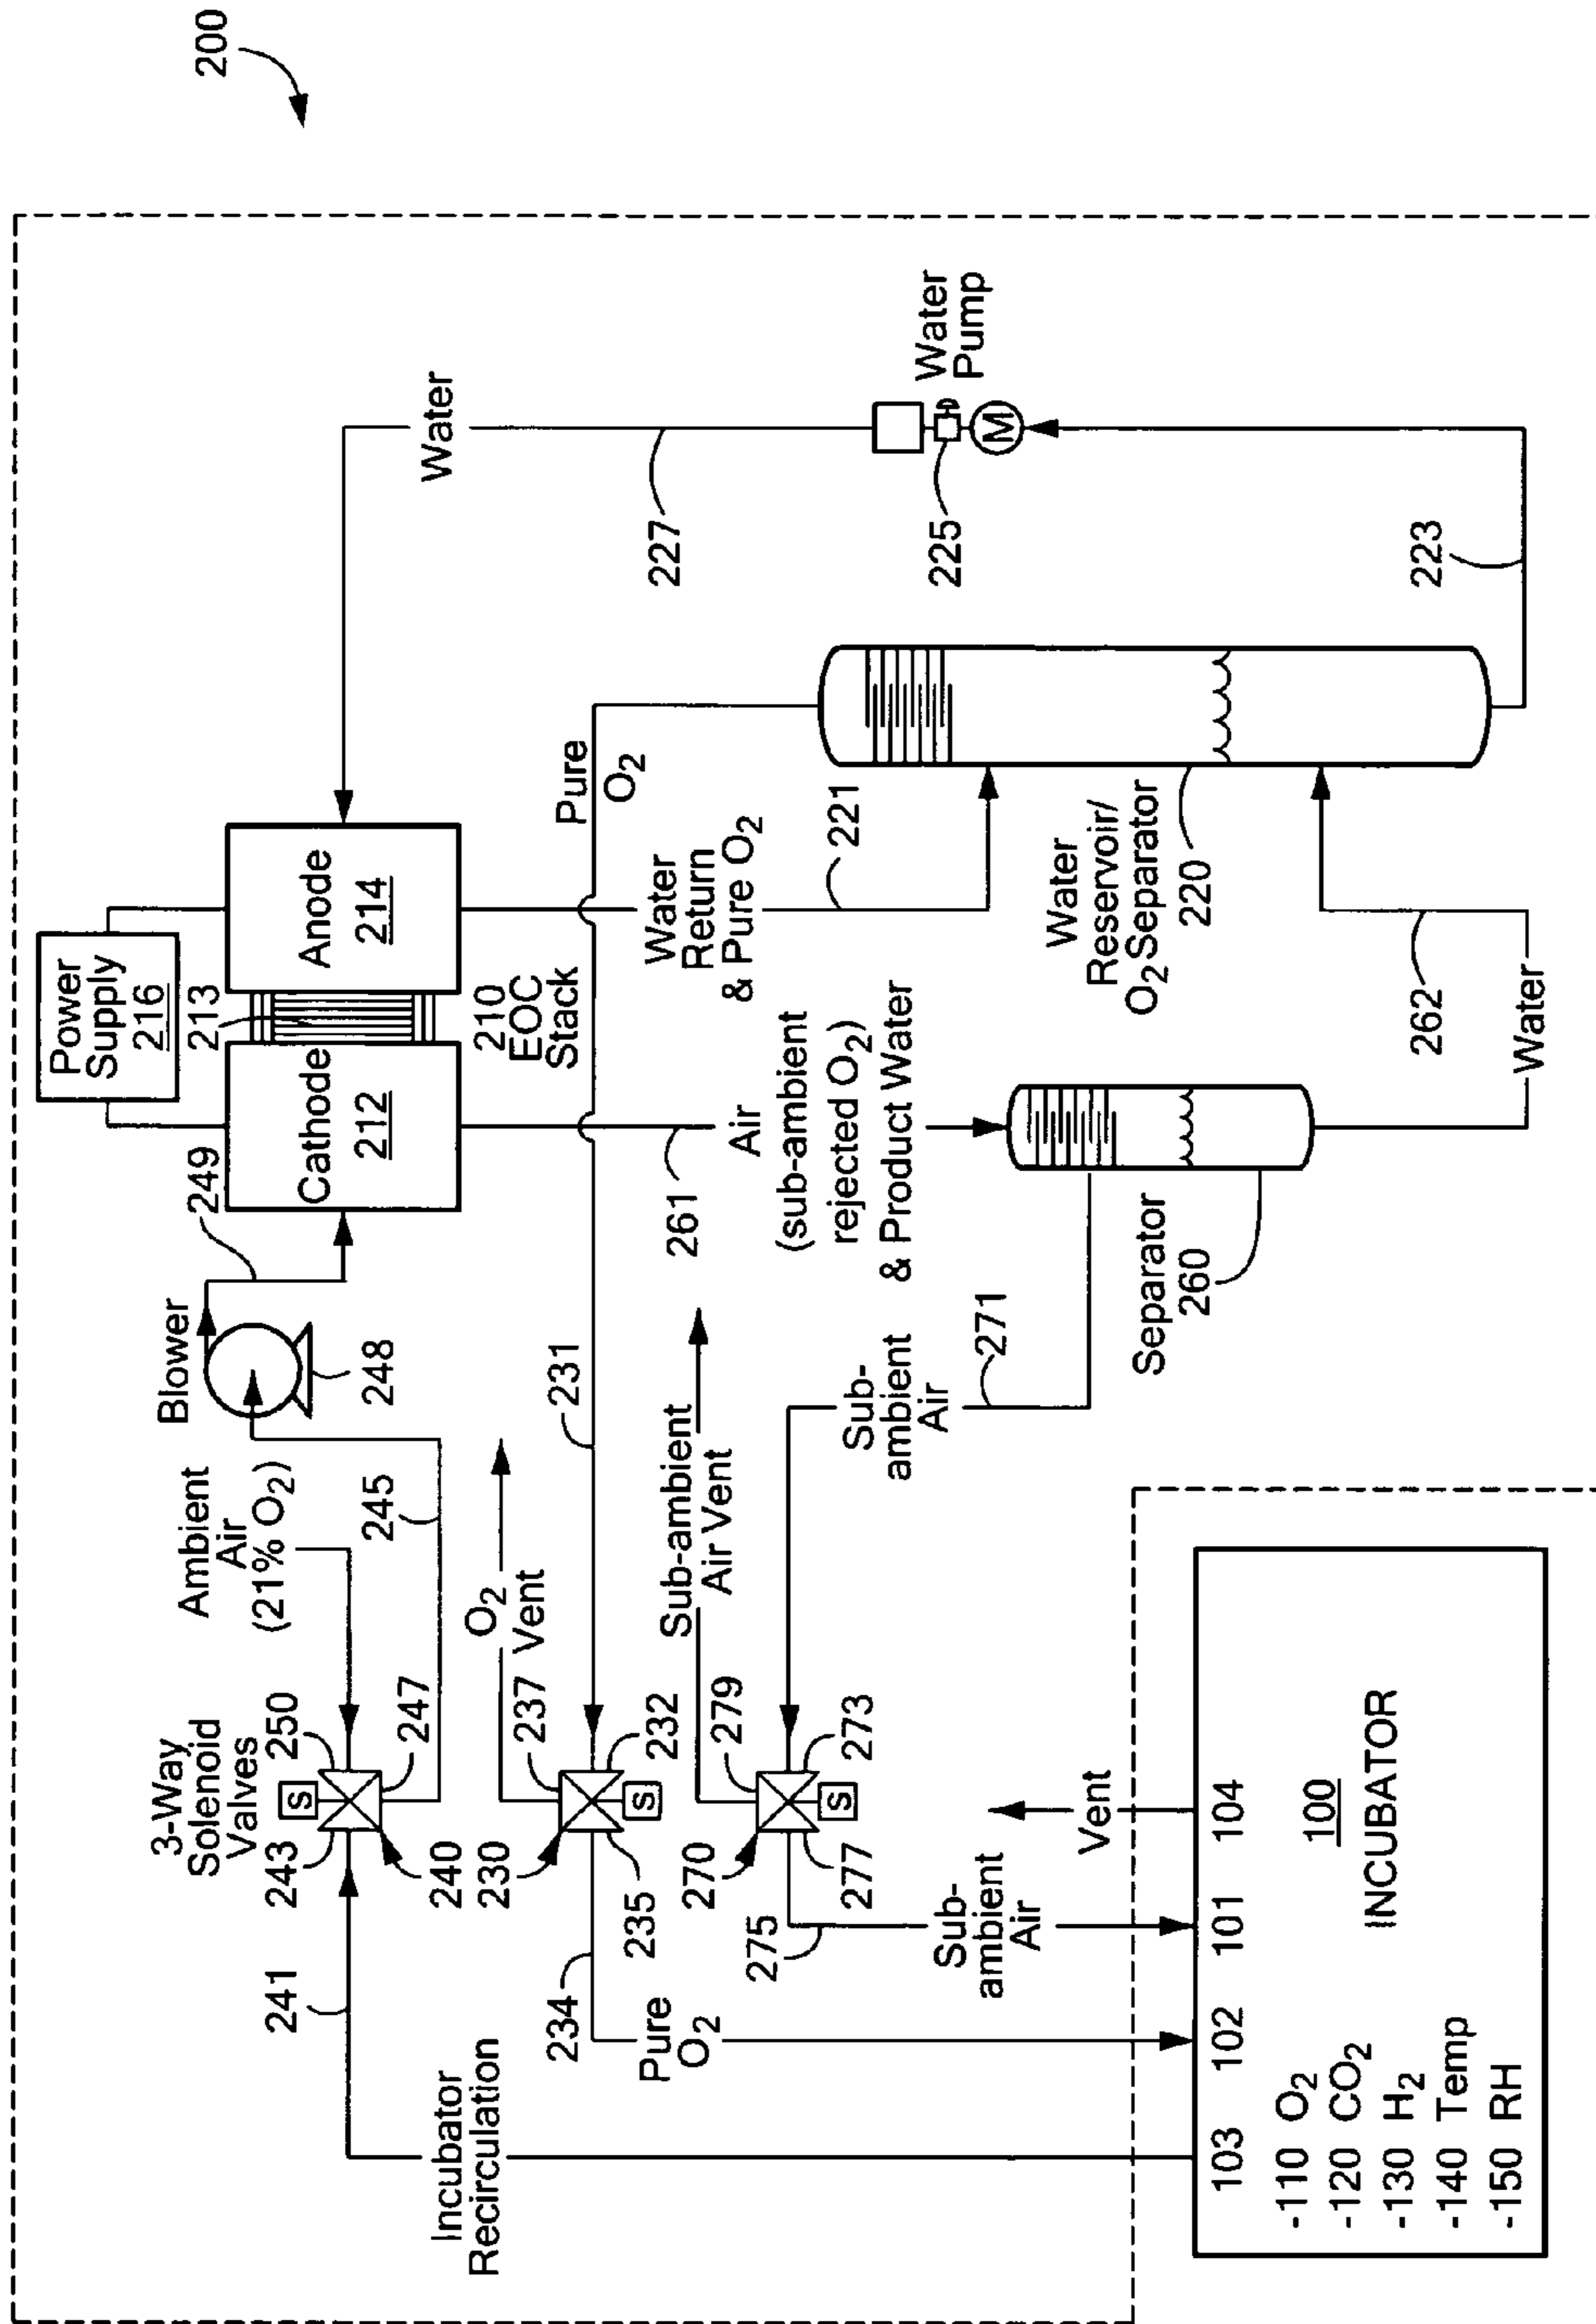 200
Power
Supply
216
249
Cathode
212
213
Anode
214
210
EOC
Stack
Blower
248
Ambient
Air
(21% O2)
245
3-Way
Solenoid
Valves
250
243
S
247
240
241
Incubator
Recirculation
O2
Vent
237
230
S
232
235
231
234
Pure
O2
Pure
O2
Sub-ambient
Air Vent
279
270
S
273
277
275
Sub-
ambient
Air
Sub-
ambient
Air
271
261
Air
(sub-ambient
rejected O2)
& Product Water
Separator
260
Water
Return
& Pure O2
221
Water
Reservoir/
O2 Separator
220
262
Water
Water
227
225
Water
Pump
M
223
Vent
103
102
101
104
-110 O2
-120 CO2
-130 H2
-140 Temp
-150 RH
100
INCUBATOR